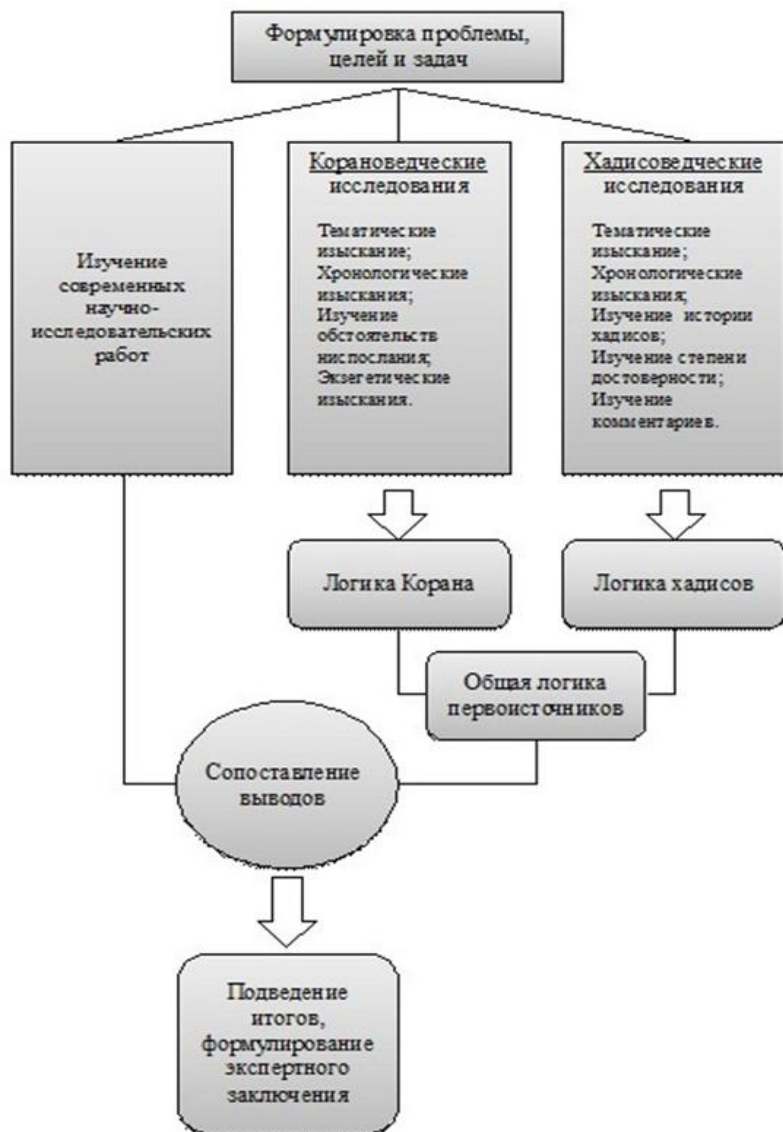 Формулировка проблемы,
целей и задач
Изучение
современных
научно-
исследовательских
работ
Корановедческие
исследования
Тематические
изыскание;
Хронологические
изыскания;
Изучение
обстоятельств
ниспослания;
Экзегетические
изыскания.
Хадисоведческие
исследования
Тематические
изыскание;
Хронологические
изыскания;
Изучение истории
хадисов;
Изучение степени
достоверности;
Изучение
комментариев.
Логика Корана
Логика хадисов
Общая логика
первоисточников
Сопоставление
выводов
Подведение
итогов,
формулирование
экспертного
заключения